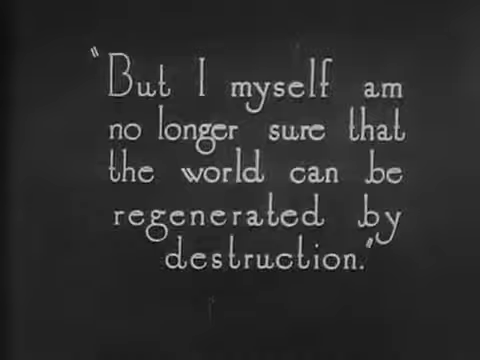 "But I myself am
no longer sure that
the world can be
regenerated by
destruction."